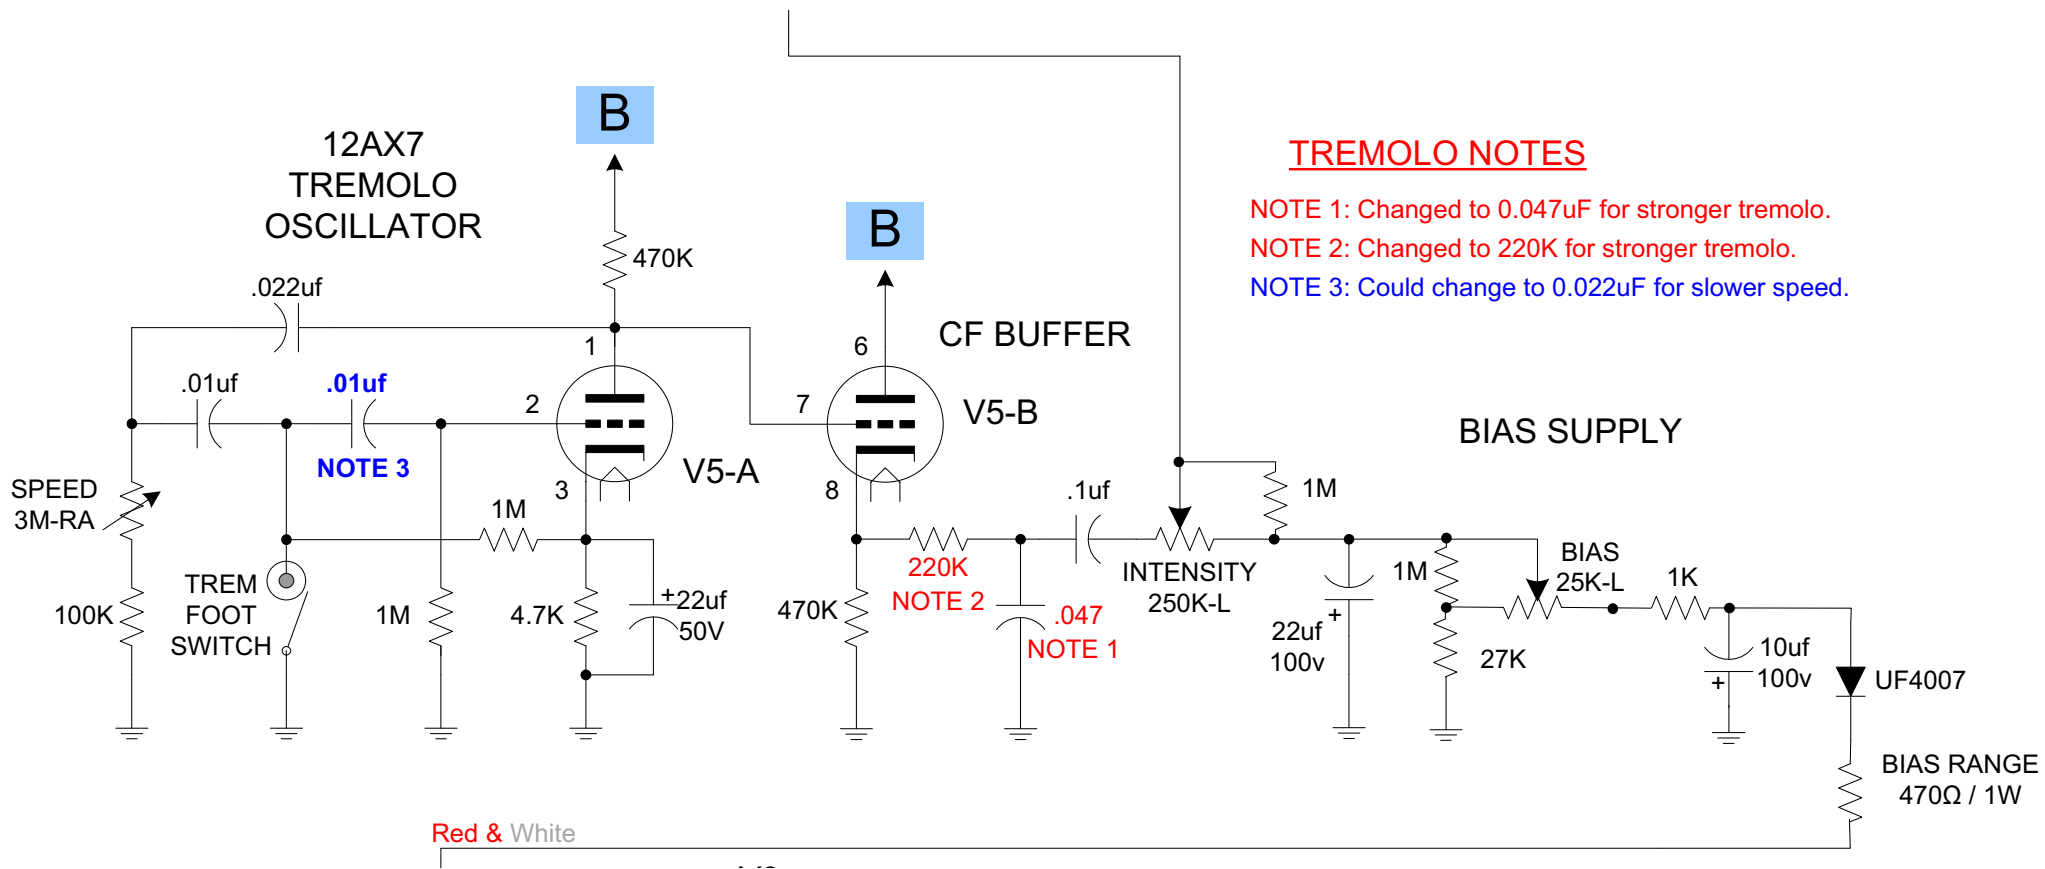 B
12AX7
TREMOLO
OSCILLATOR
TREMOLO NOTES
NOTE 1: Changed to 0.047uF for stronger tremolo.
NOTE 2: Changed to 220K for stronger tremolo.
NOTE 3: Could change to 0.022uF for slower speed.
B
470K
.022uf
CF BUFFER
1
6
.01uf
.01uf
NOTE 3
2
7
V5-B
V5-A
BIAS SUPPLY
3
8
SPEED
3M-RA
1M
.1uf
1M
TREM
FOOT
SWITCH
100K
1M
4.7K
+
22uf
50V
470K
220K
NOTE 2
.047
NOTE 1
INTENSITY
250K-L
22uf
100v
+
1M
27K
BIAS
25K-L
1K
10uf
100v
+
UF4007
BIAS RANGE
470Ω / 1W
Red & White